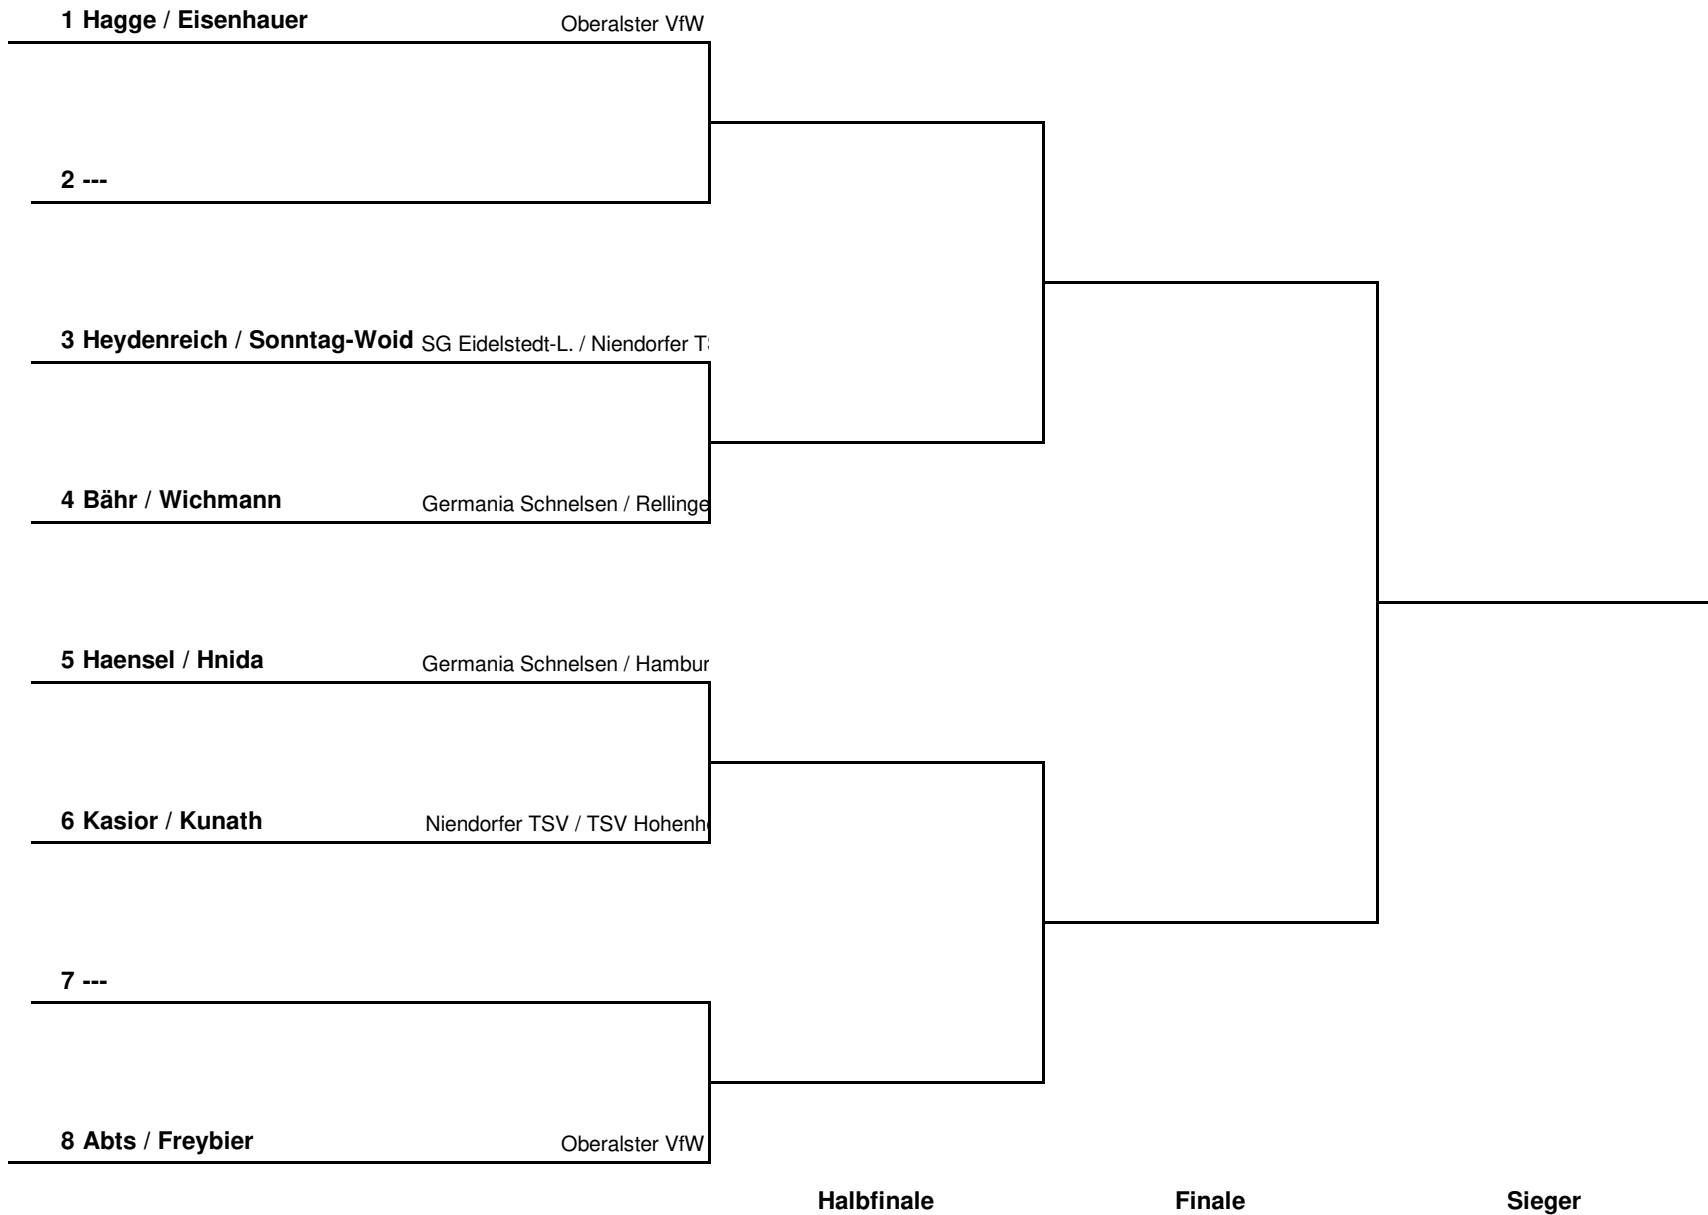 1 Hagge / Eisenhauer Oberalster VfW
2 ---
3 Heydenreich / Sonntag-Woid SG Eidelstedt-L. / Niendorfer
4 Bähr / Wichmann Germania Schnelsen / Rellinge
5 Haensel / Hnida Germania Schnelsen / Hambur
6 Kasior / Kunath Niendorfer TSV / TSV Hohenh
7 ---
8 Abts / Freybier Oberalster VfW
Halbfinale Finale Sieger